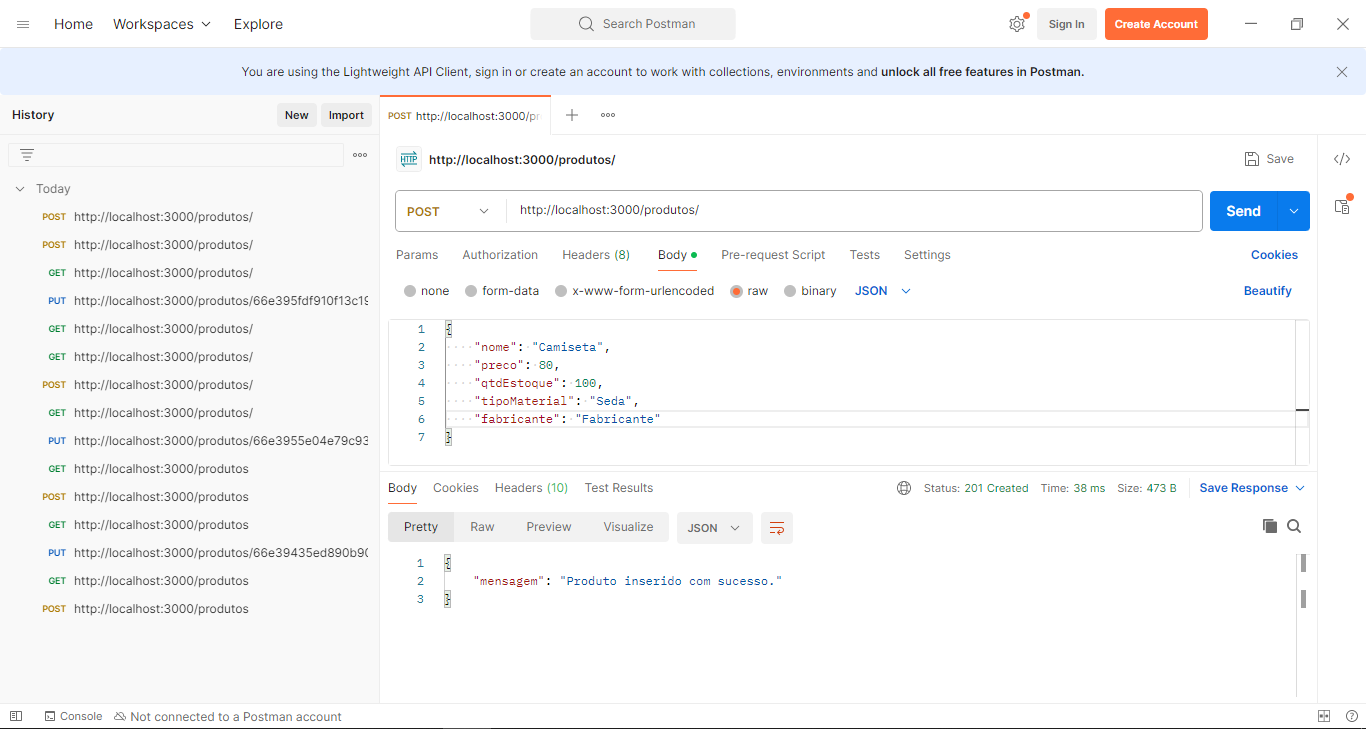 Home Workspaces Explore Search Postman Sign In Create Account
You are using the Lightweight API Client, sign in or create an account to work with collections, environments and unlock all free features in Postman.
History New Import
POST http://localhost:3000/pr
HTTP http://localhost:3000/produtos/ Save
Today
POST http://localhost:3000/produtos/
POST http://localhost:3000/produtos/
GET http://localhost:3000/produtos/
PUT http://localhost:3000/produtos/66e395fdf910f13c19
GET http://localhost:3000/produtos/
GET http://localhost:3000/produtos/
POST http://localhost:3000/produtos/
GET http://localhost:3000/produtos/
PUT http://localhost:3000/produtos/66e3955e04e79c93
GET http://localhost:3000/produtos
POST http://localhost:3000/produtos
GET http://localhost:3000/produtos
PUT http://localhost:3000/produtos/66e39435ed890b90
GET http://localhost:3000/produtos
POST http://localhost:3000/produtos
POST http://localhost:3000/produtos/ Send
Params Authorization Headers (8) Body Pre-request Script Tests Settings Cookies
none form-data x-www-form-urlencoded raw binary JSON Beautify
1 {
2 "nome": "Camiseta",
3 "preco": 80,
4 "qtdEstoque": 100,
5 "tipoMaterial": "Seda",
6 "fabricante": "Fabricante"
7 }
Body Cookies Headers (10) Test Results Status: 201 Created Time: 38 ms Size: 473 B Save Response
Pretty Raw Preview Visualize JSON
1 {
2 "mensagem": "Produto inserido com sucesso."
3 }
Console Not connected to a Postman account